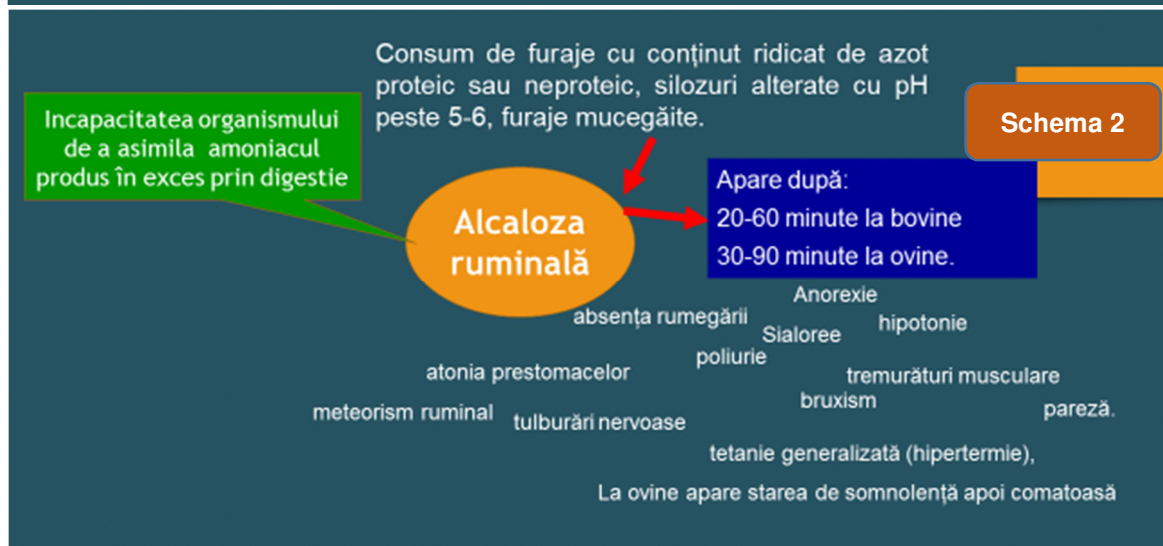 Consum de furaje cu conținut ridicat de azot
proteic sau neproteic, silozuri alterate cu pH
peste 5-6, furaje mucegăite.
Schema 2
Incapacitatea organismului
de a asimila amoniacul
produs în exces prin digestie
Alcaloza
ruminală
Apare după:
20-60 minute la bovine
30-90 minute la ovine.
Anorexie
absența rumegării
Sialoree
hipotonie
poliurie
atonia prestomacelor
tremurături musculare
bruxism
meteorism ruminal
tulburări nervoase
pareză.
tetanie generalizată (hipertermie),
La ovine apare starea de somnolență apoi comatoasă